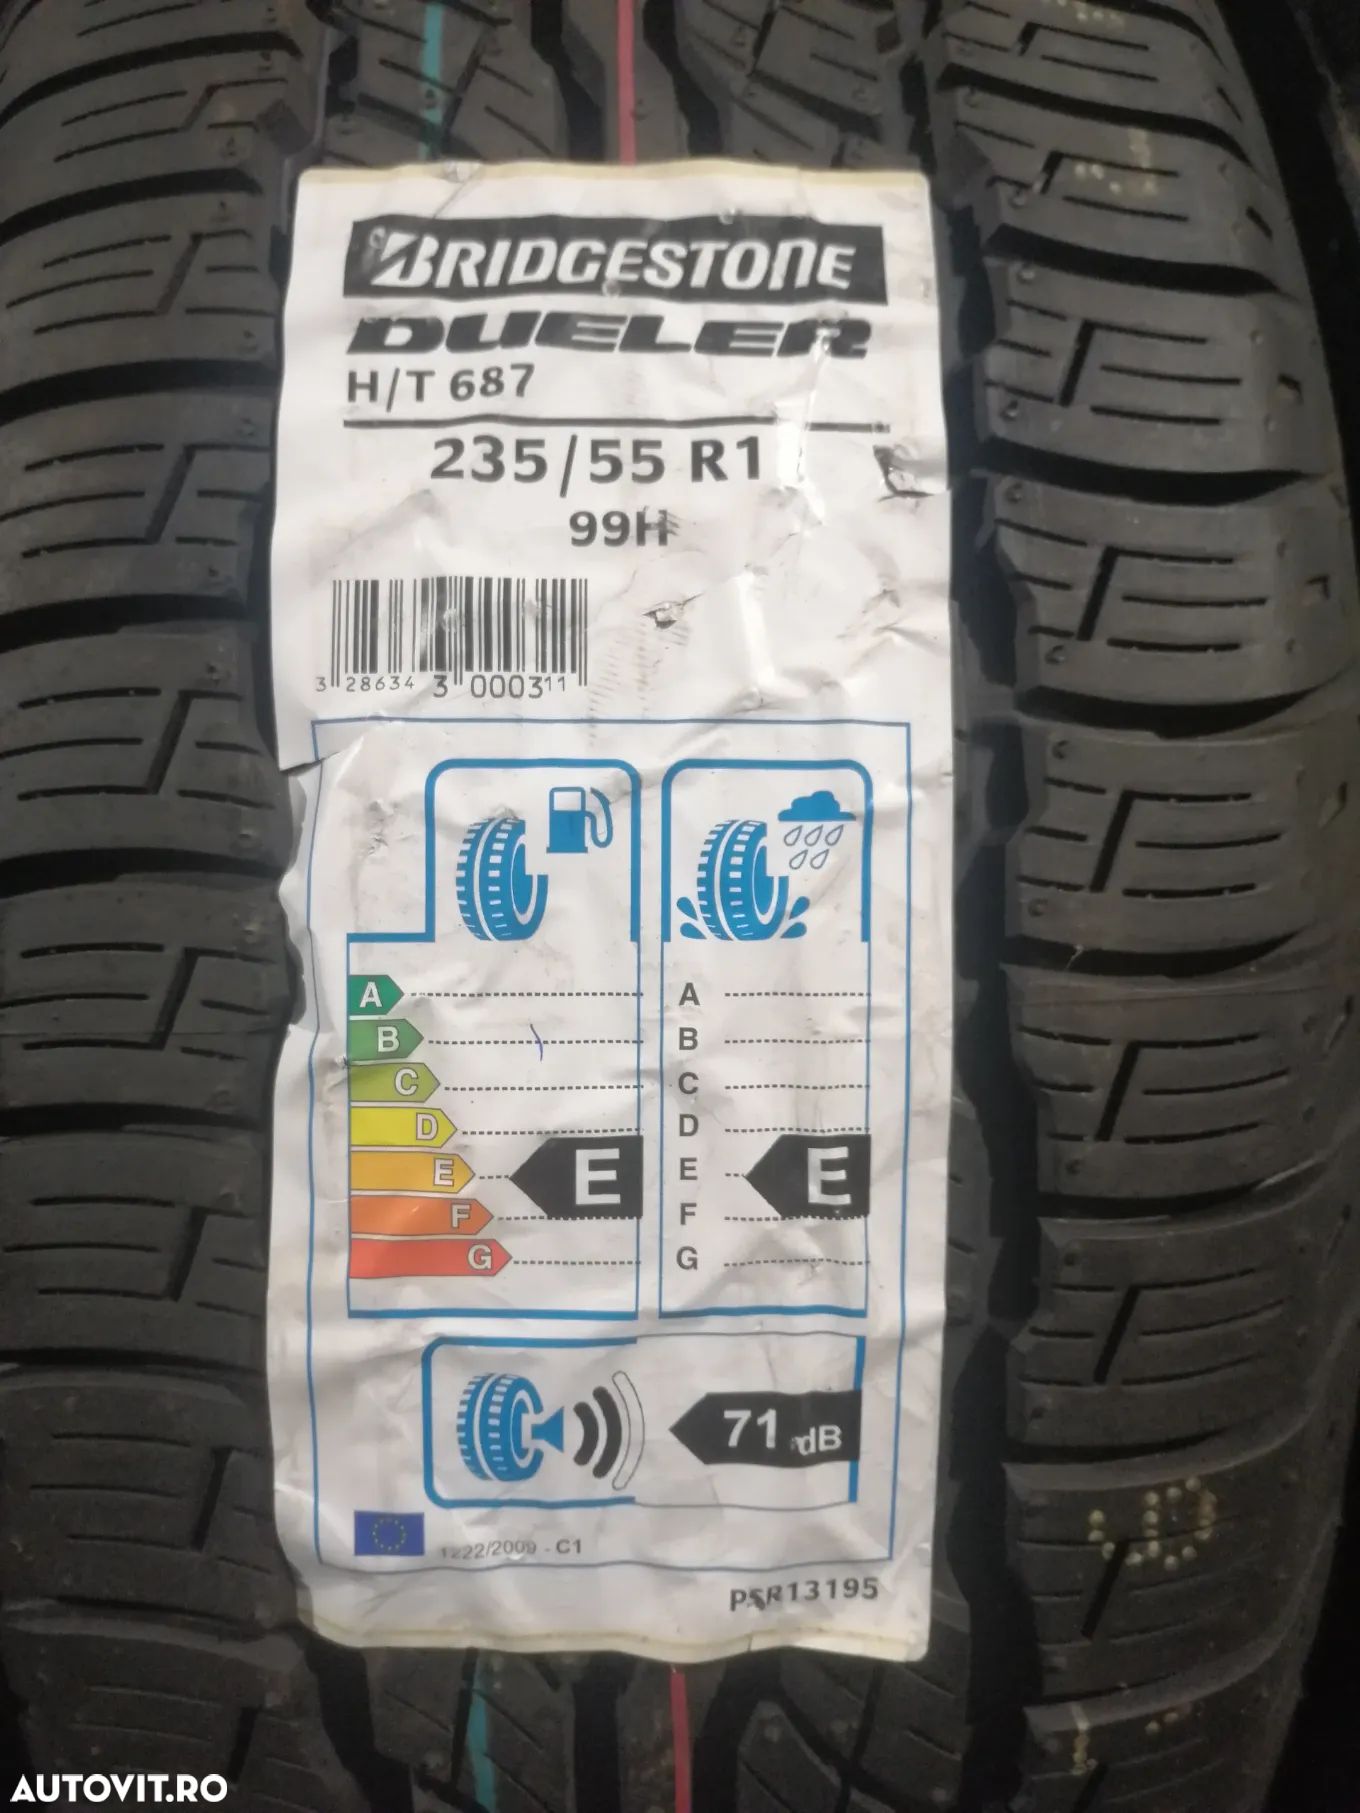 BRIDGESTONE
DUELER
H/T 687
235/55 R1
99H
3 286343 000311
A A
B B
C C
D D
E E E E
F F
G G
71 dB
1222/2009 - C1
PSR13195
AUTOVIT.RO